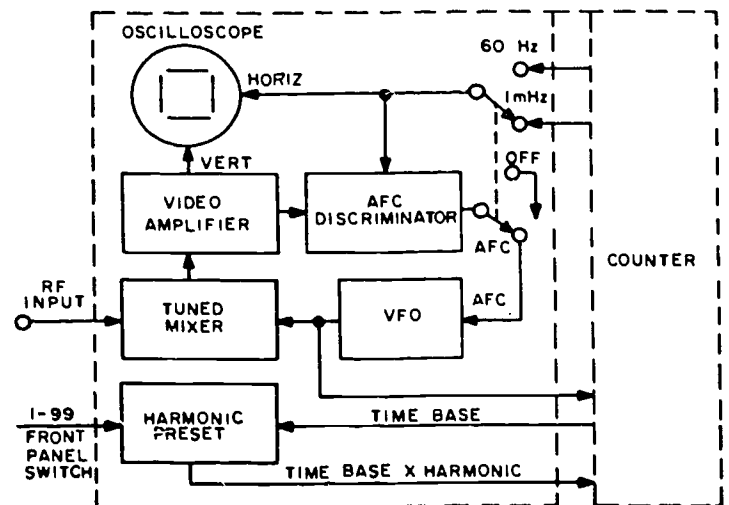 OSCILLOSCOPE
60 Hz
HORIZ
1mHz
VERT
OFF
VIDEO
AMPLIFIER
AFC
DISCRIMINATOR
AFC
COUNTER
RF
INPUT
TUNED
MIXER
VFO
AFC
1-99
FRONT
PANEL
SWITCH
HARMONIC
PRESET
TIME BASE
TIME BASE X HARMONIC